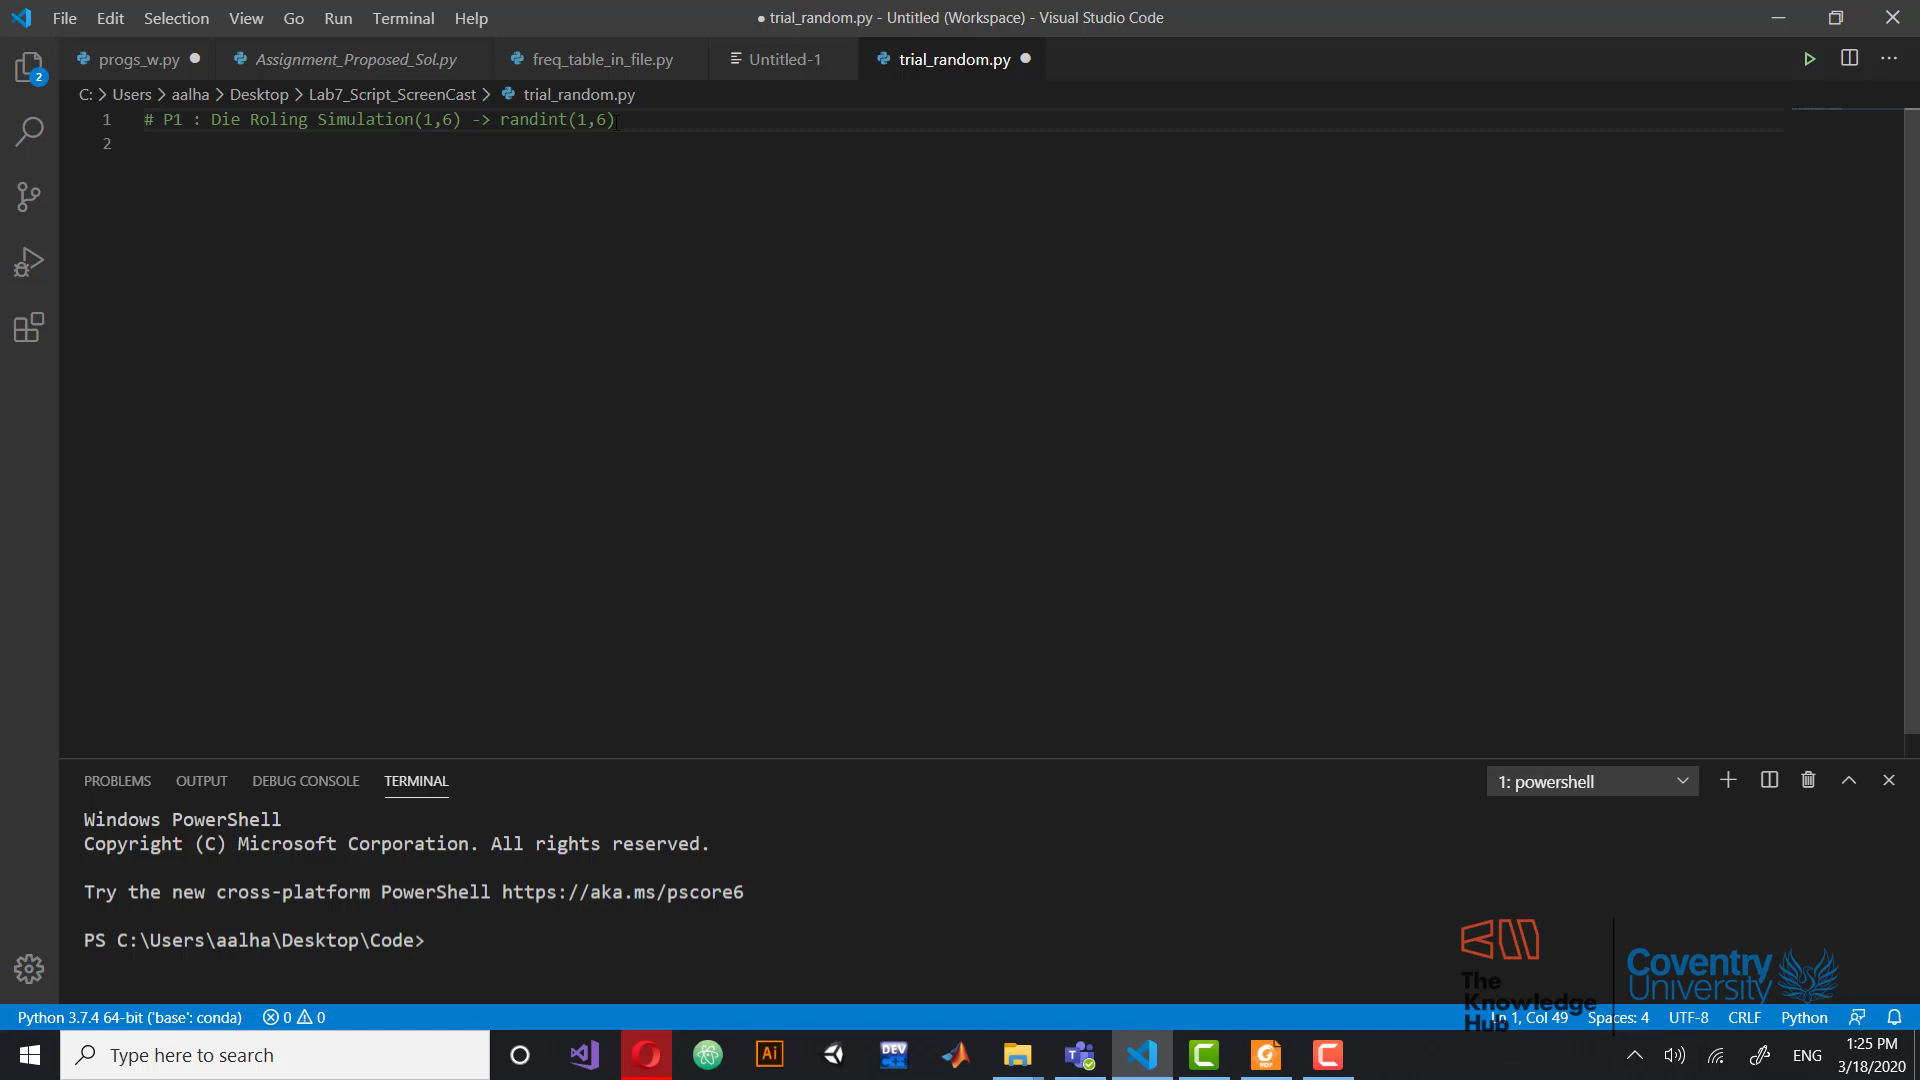 File Edit Selection View Go Run Terminal Help
● trial_random.py - Untitled (Workspace) - Visual Studio Code
progs_w.py Assignment_Proposed_Sol.py freq_table_in_file.py Untitled-1 trial_random.py
C: > Users > aalha > Desktop > Lab7_Script_ScreenCast > trial_random.py
2
1 # P1 : Die Roling Simulation(1,6) -> randint(1,6)
2
PROBLEMS OUTPUT DEBUG CONSOLE TERMINAL
1: powershell
Windows PowerShell
Copyright (C) Microsoft Corporation. All rights reserved.
Try the new cross-platform PowerShell https://aka.ms/pscore6
PS C:\Users\aalha\Desktop\Code>
The
Knowledge
Hub
Coventry
University
Python 3.7.4 64-bit ('base': conda) 0 0
Ln 1, Col 49 Spaces: 4 UTF-8 CRLF Python
Type here to search
Ai
DEV
C++
PDF
ENG
1:25 PM
3/18/2020